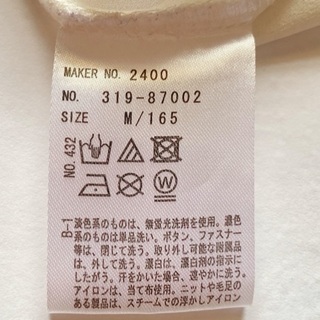 MAKER NO. 2400
NO. 319-87002
SIZE M/165
NO.432
B-1
淡色系のものは、無蛍光洗剤を使用。濃色
系のものは単品洗い。ボタン、ファスナー
等は、閉じて洗う。取り外し可能な附属品
は、外して洗う。漂白は、漂白剤の指示に
したがう。汗をかいた場合、速やかに洗う。
アイロンは、当て布使用。ニットや毛足の
ある製品は、スチームでの浮かしアイロン